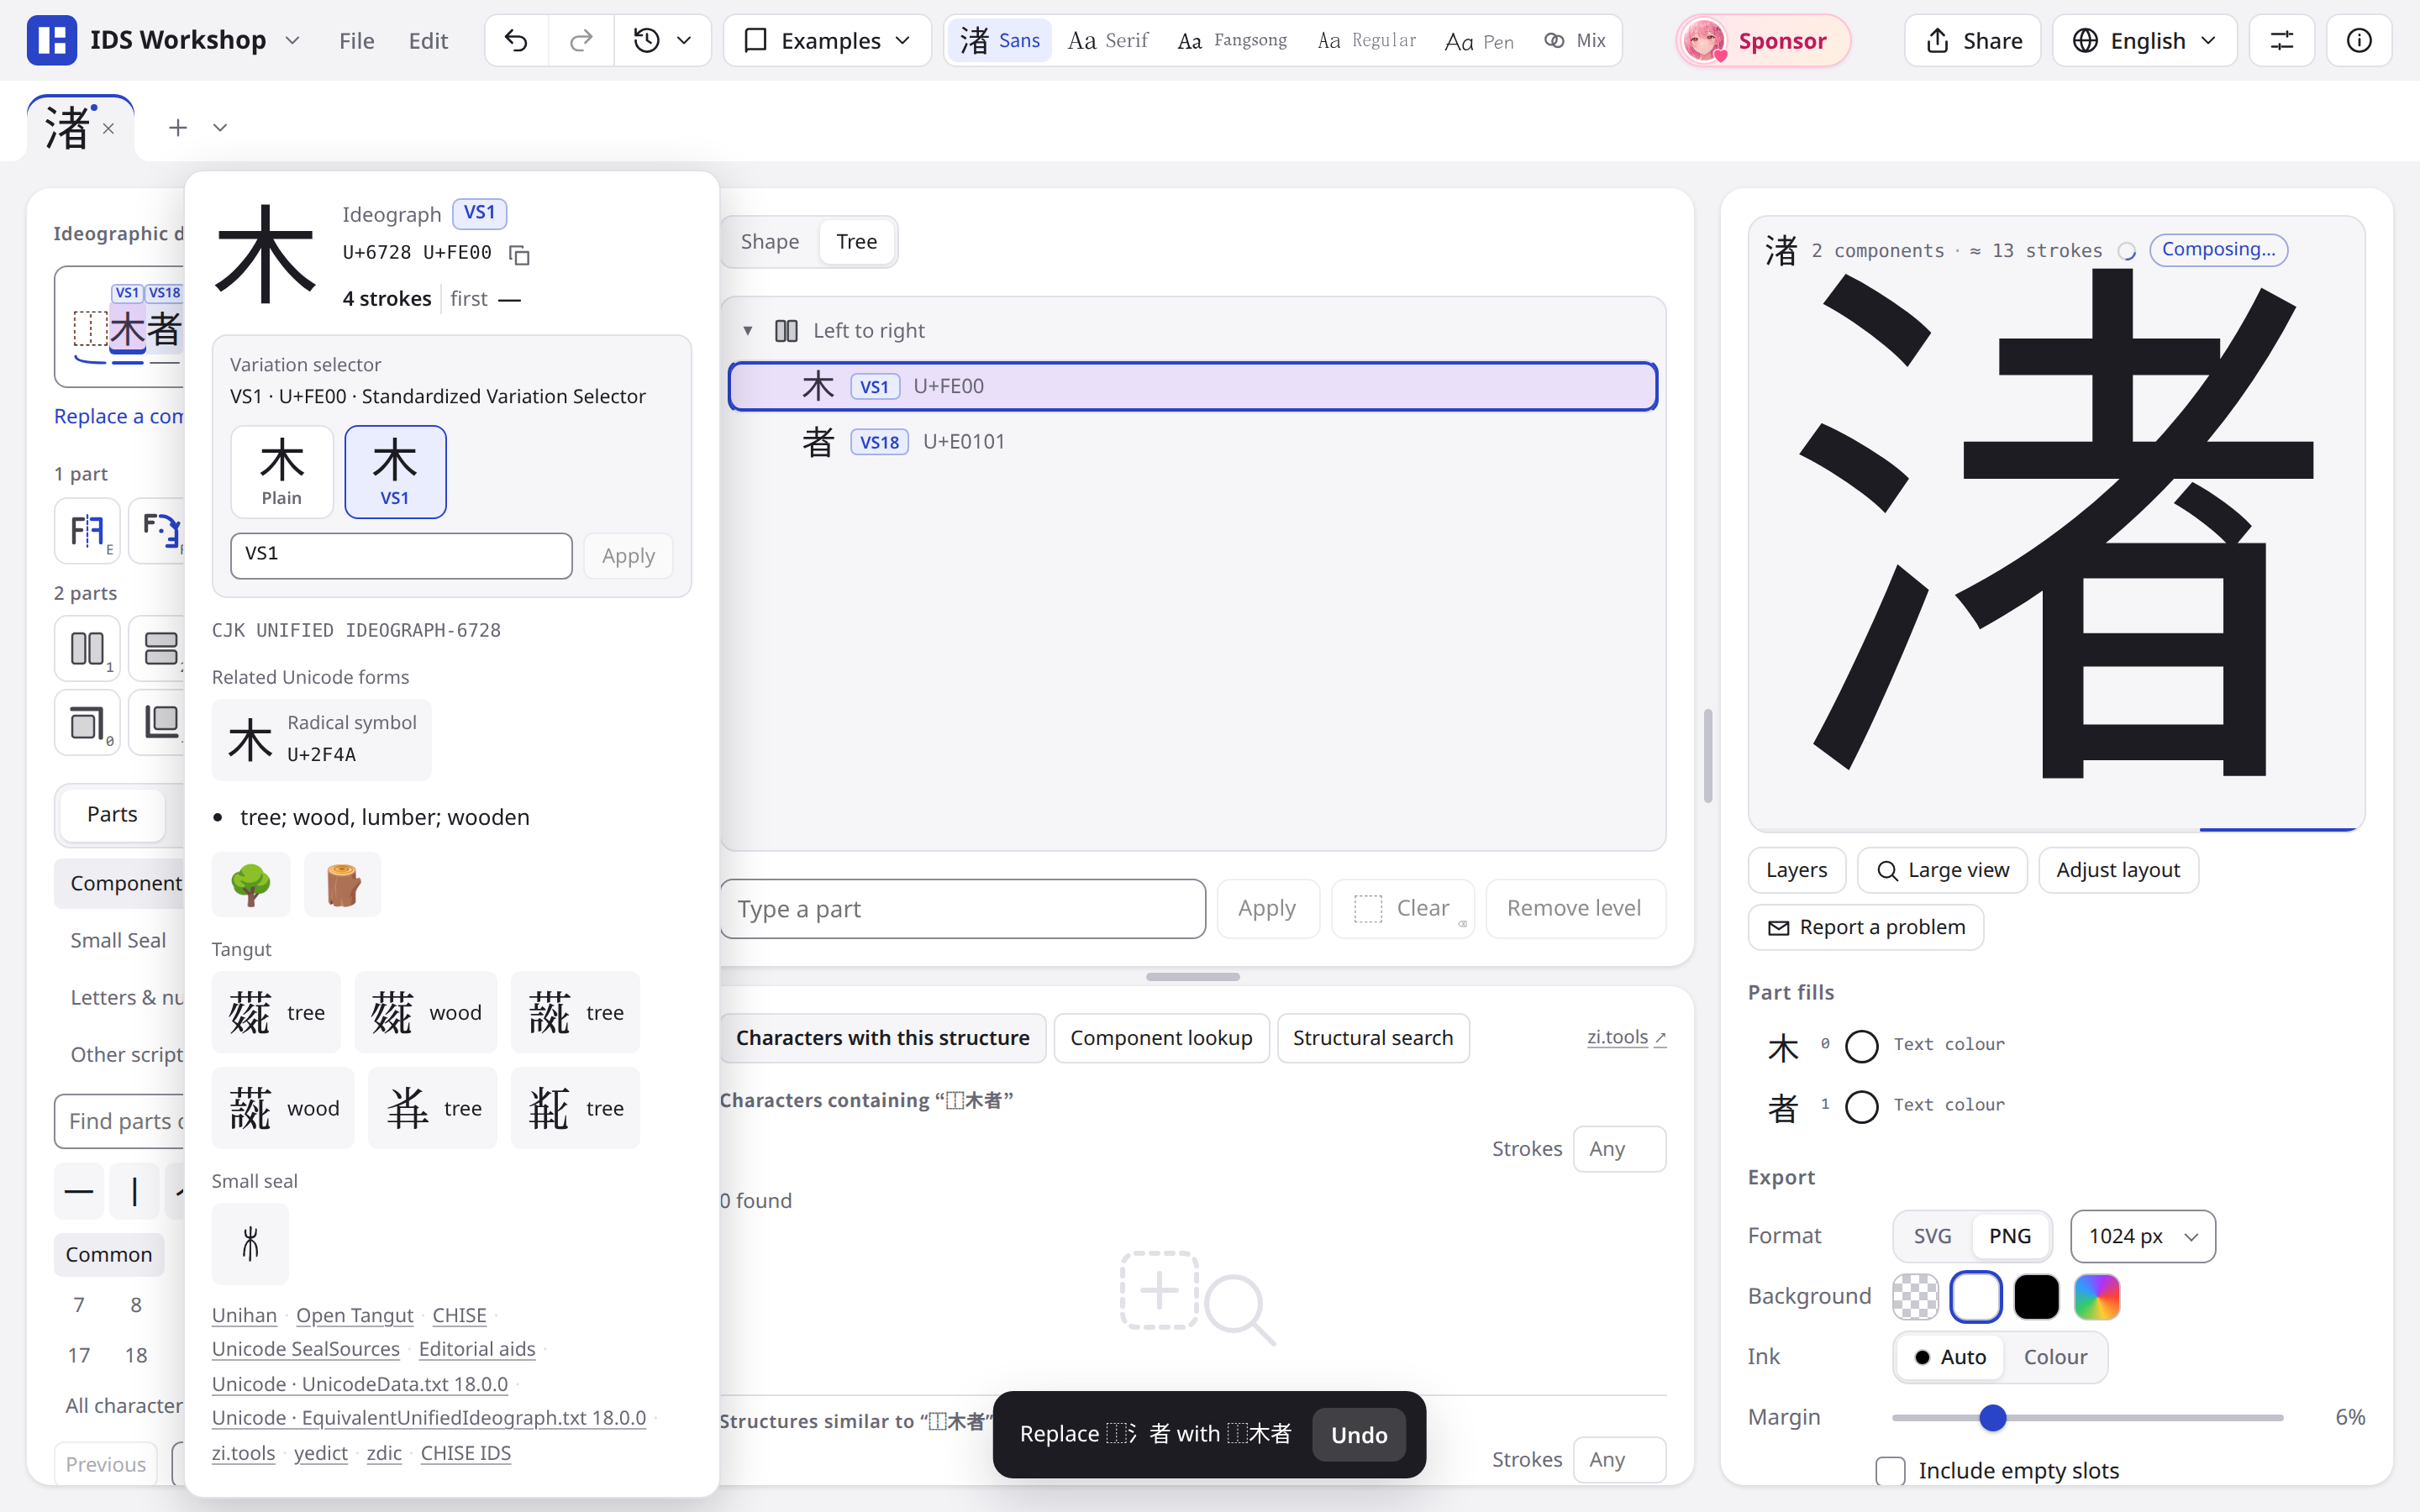 IDS Workshop File Edit Examples 渚 Sans Aa Serif Aa Fangsong Aa Regular Aa Pen Mix Sponsor Share English
渚
Ideographic d
VS1 VS18
⿰木者
Replace a com
1 part
E
2 parts
1
0
Parts
Component
Small Seal
Letters & nu
Other script
Find parts o
Common
7 8
17 18
All character
Previous
木
Ideograph VS1
U+6728 U+FE00
4 strokes first —
Variation selector
VS1 · U+FE00 · Standardized Variation Selector
木 木
Plain VS1
VS1 Apply
CJK UNIFIED IDEOGRAPH-6728
Related Unicode forms
木 Radical symbol
U+2F4A
• tree; wood, lumber; wooden
Tangut
tree wood tree
wood tree tree
Small seal
Unihan · Open Tangut · CHISE ·
Unicode SealSources · Editorial aids ·
Unicode · UnicodeData.txt 18.0.0 ·
Unicode · EquivalentUnifiedIdeograph.txt 18.0.0 ·
zi.tools · yedict · zdic · CHISE IDS
Shape Tree
Left to right
木 VS1 U+FE00
者 VS18 U+E0101
Type a part Apply Clear Remove level
Characters with this structure Component lookup Structural search zi.tools ↗
Characters containing “⿰木者”
Strokes Any
0 found
Structures similar to “⿰木者”
Strokes Any
Replace ⿰氵者 with ⿰木者 Undo
渚 2 components · ≈ 13 strokes Composing…
渚
Layers Large view Adjust layout
Report a problem
Part fills
木 0 Text colour
者 1 Text colour
Export
Format SVG PNG 1024 px
Background
Ink Auto Colour
Margin 6%
Include empty slots